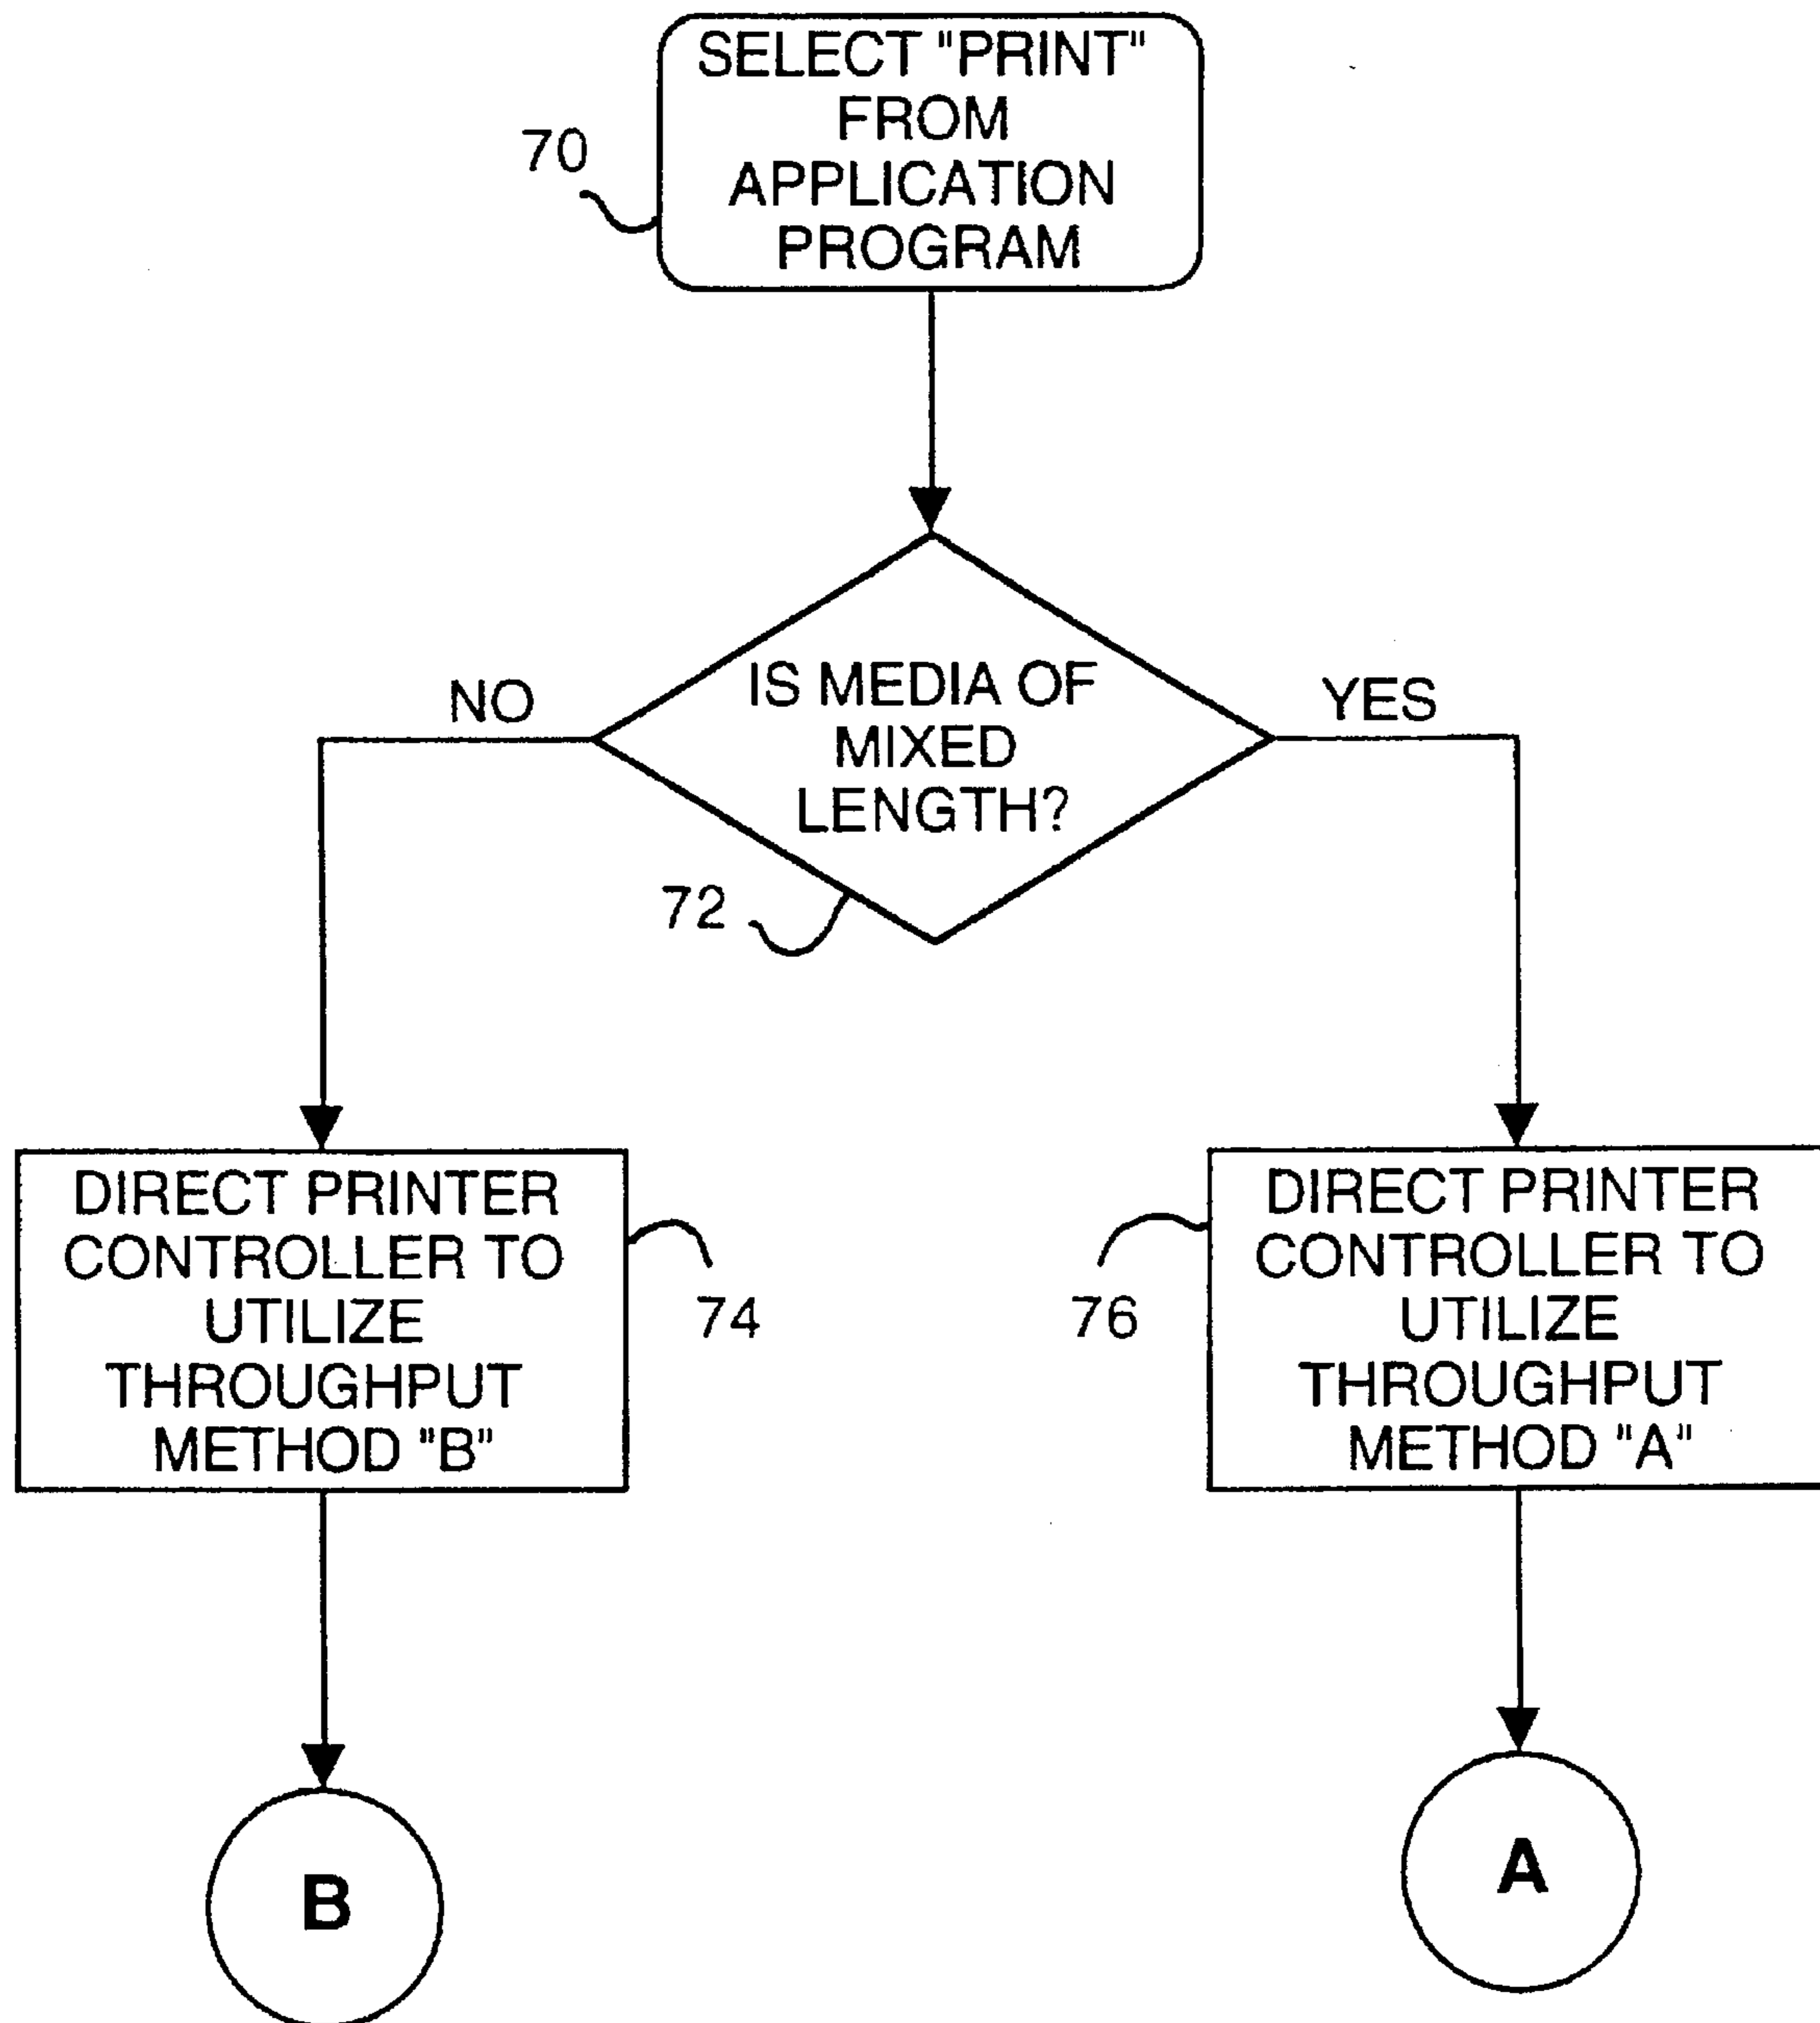 SELECT "PRINT"
FROM
APPLICATION
PROGRAM
70
IS MEDIA OF
MIXED
LENGTH?
NO
YES
72
DIRECT PRINTER
CONTROLLER TO
UTILIZE
THROUGHPUT
METHOD "B"
74
DIRECT PRINTER
CONTROLLER TO
UTILIZE
THROUGHPUT
METHOD "A"
76
B
A